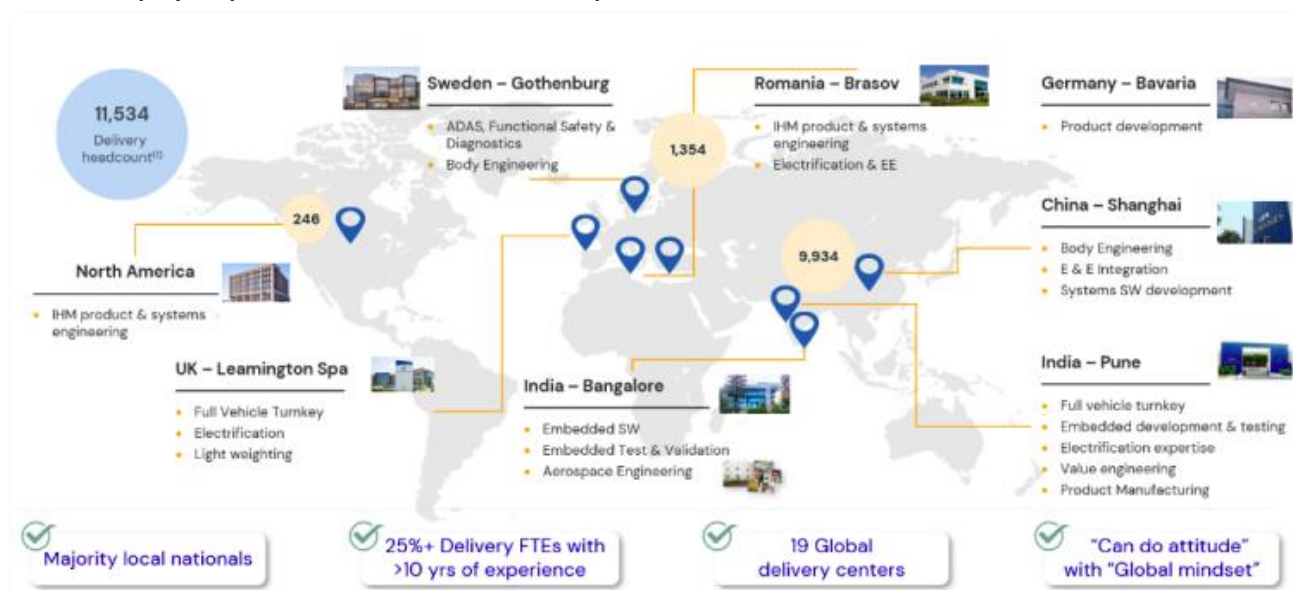 11,534
Delivery
headcount(1)
Sweden – Gothenburg
ADAS, Functional Safety &
Diagnostics
Body Engineering
1,354
Romania – Brasov
IHM product & systems
engineering
Electrification & EE
Germany – Bavaria
Product development
246
North America
IHM product & systems
engineering
9,934
China – Shanghai
Body Engineering
E & E Integration
Systems SW development
UK – Leamington Spa
Full Vehicle Turnkey
Electrification
Light weighting
India – Bangalore
Embedded SW
Embedded Test & Validation
Aerospace Engineering
India – Pune
Full vehicle turnkey
Embedded development & testing
Electrification expertise
Value engineering
Product Manufacturing
Majority local nationals
25%+ Delivery FTEs with
>10 yrs of experience
19 Global
delivery centers
"Can do attitude"
with "Global mindset"